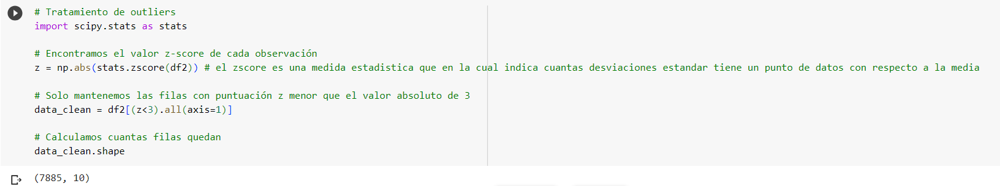 # Tratamiento de outliers
import scipy.stats as stats
# Encontramos el valor z-score de cada observación
z = np.abs(stats.zscore(df2)) # el zscore es una medida estadistica que en la cual indica cuantas desviaciones estandar tiene un punto de datos con respecto a la media
# Solo mantenemos las filas con puntuación z menor que el valor absoluto de 3
data_clean = df2[(z<3).all(axis=1)]
# Calculamos cuantas filas quedan
data_clean.shape
(7885, 10)